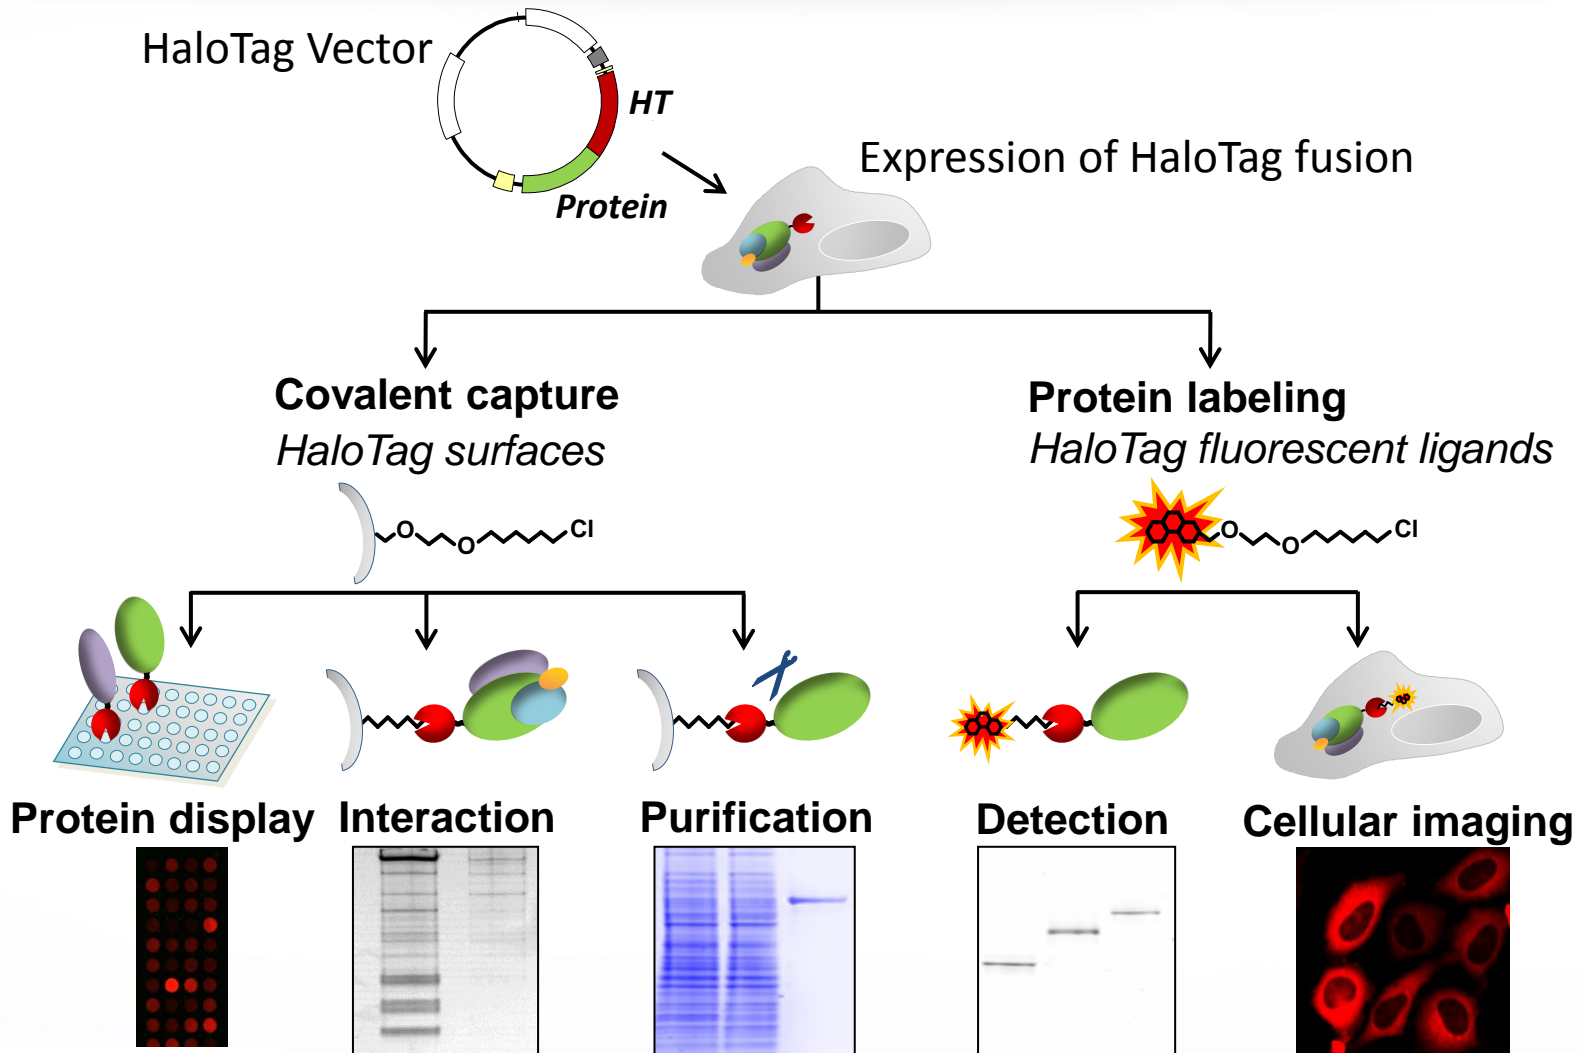 HaloTag Vector
HT
Protein
Expression of HaloTag fusion
Covalent capture
HaloTag surfaces
O
O
Cl
Protein labeling
HaloTag fluorescent ligands
O
O
Cl
Protein display
Interaction
Purification
Detection
Cellular imaging